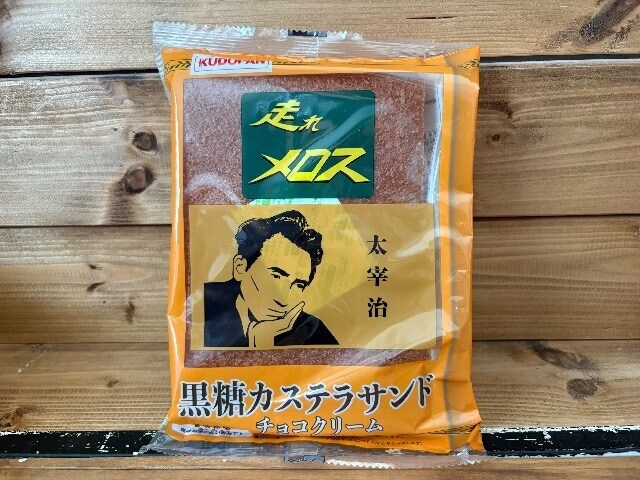 KUDOPAN
走れ
メロス
太宰治
黒糖カステラサンド
チョコクリーム